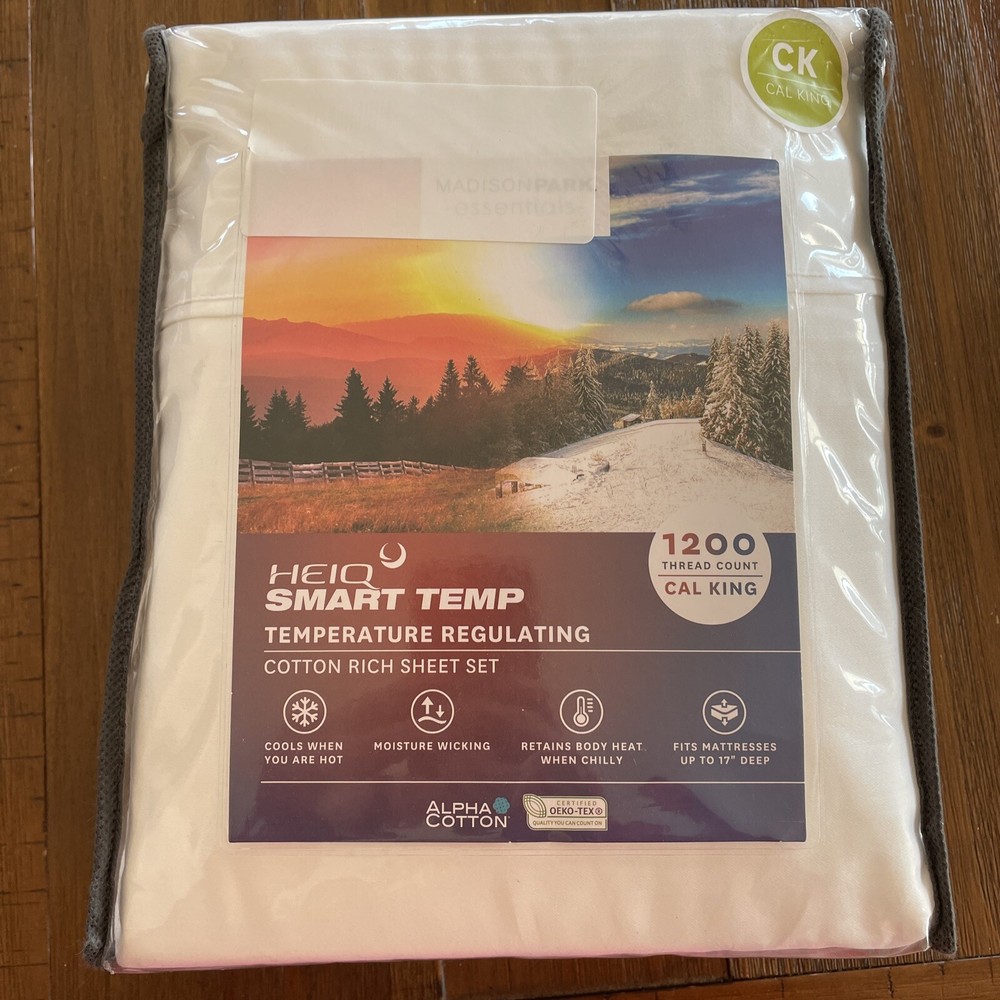 CK
CAL KING
MADISONPARK
essentials
1200
THREAD COUNT
CAL KING
HEIQ
SMART TEMP
TEMPERATURE REGULATING
COTTON RICH SHEET SET
COOLS WHEN
YOU ARE HOT
MOISTURE WICKING
RETAINS BODY HEAT
WHEN CHILLY
FITS MATTRESSES
UP TO 17" DEEP
ALPHA
COTTON
CERTIFIED
OEKO-TEX®
QUALITY YOU CAN COUNT ON